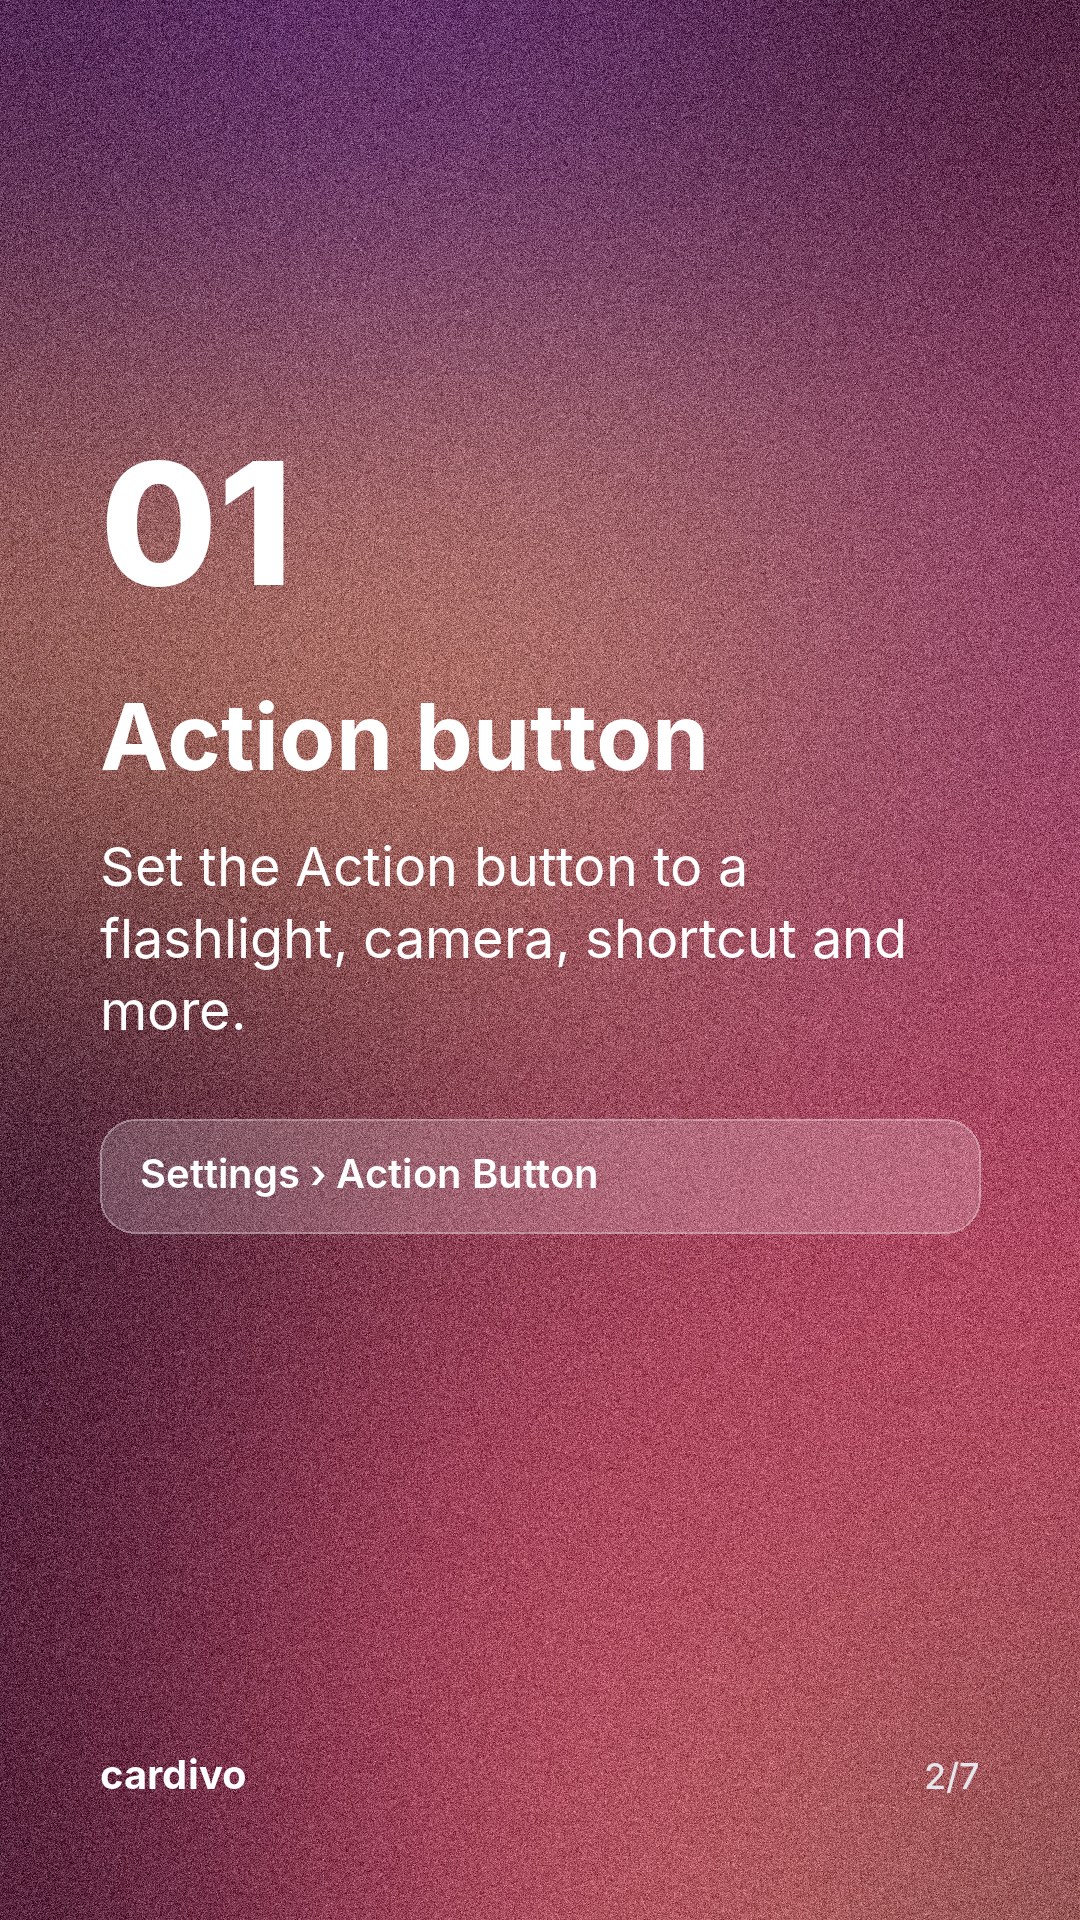 01
Action button
Set the Action button to a
flashlight, camera, shortcut and
more.
Settings › Action Button
cardivo
2/7